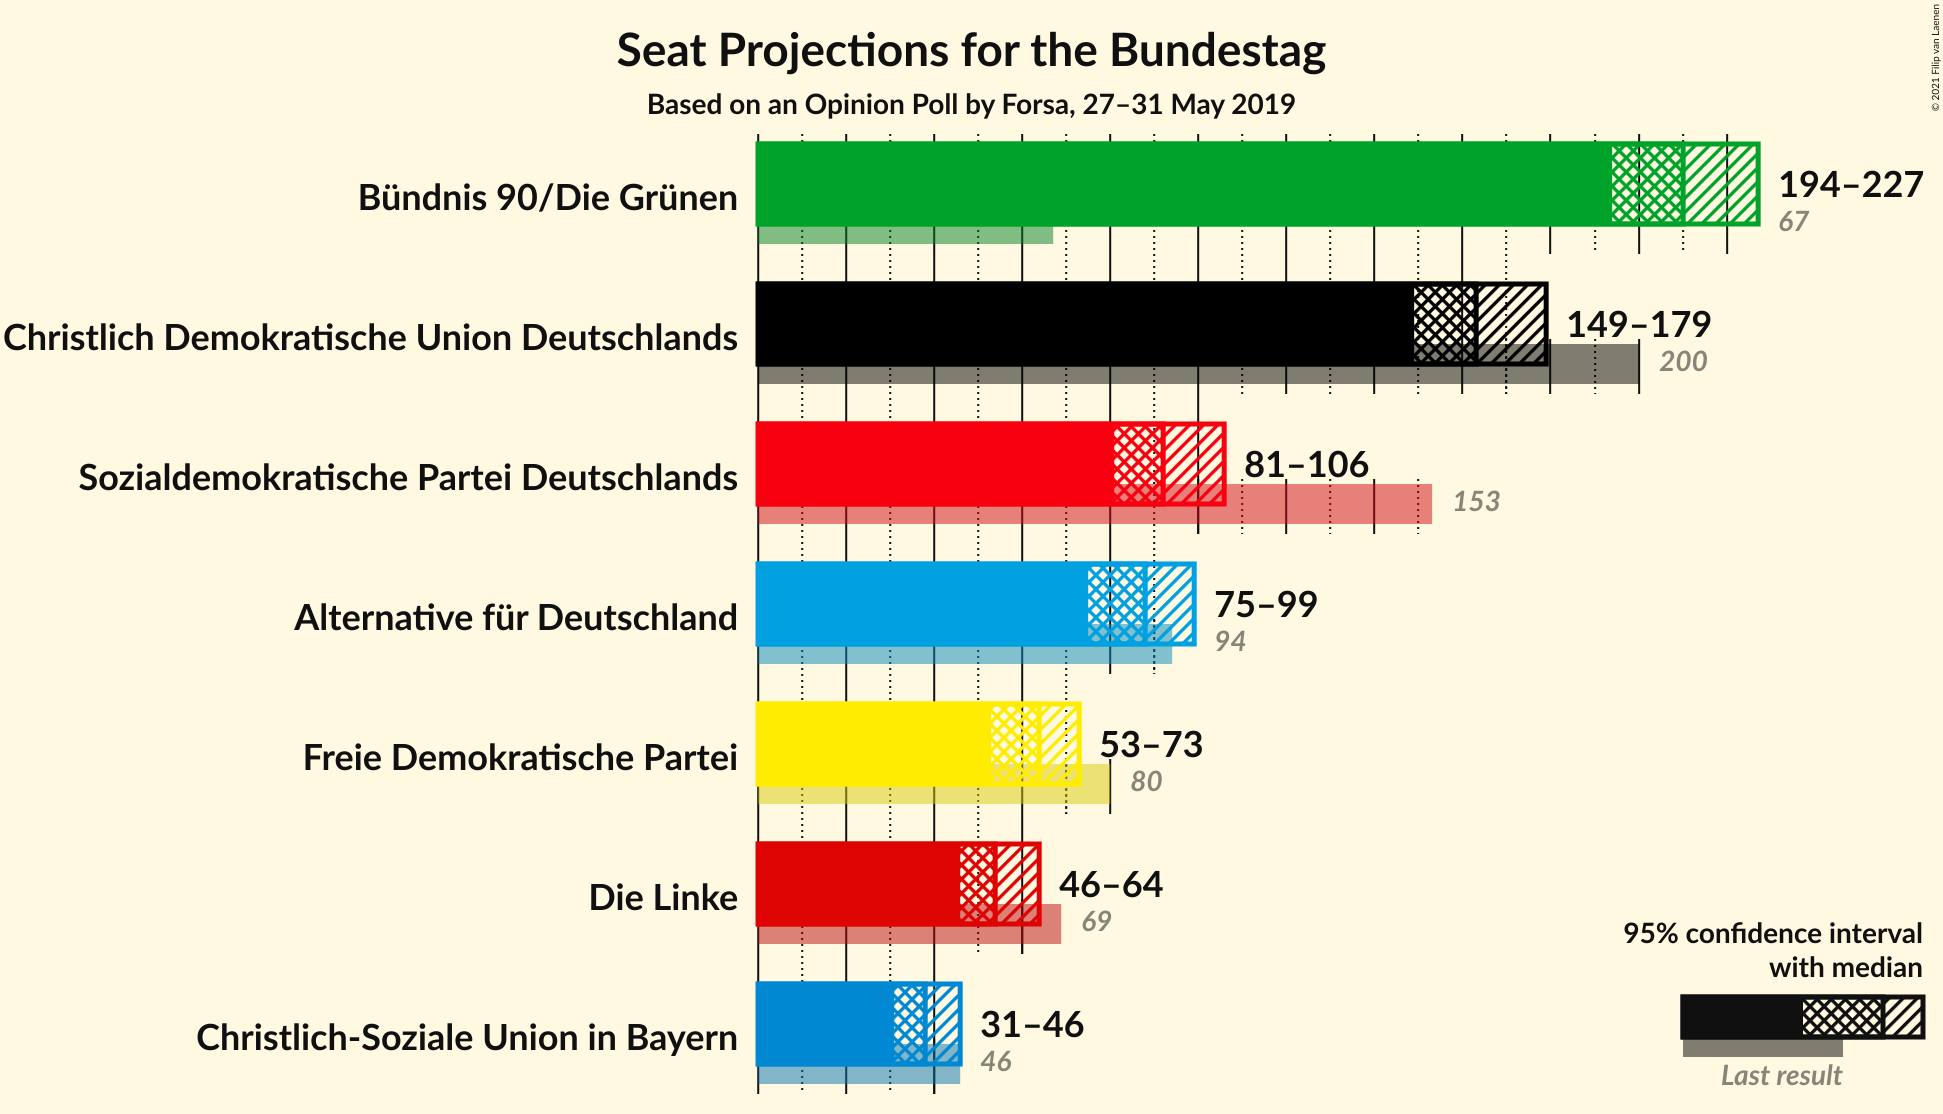 Seat Projections for the Bundestag
Based on an Opinion Poll by Forsa, 27–31 May 2019
© 2021 Filip van Laenen
Bündnis 90/Die Grünen
194–227
67
Christlich Demokratische Union Deutschlands
149–179
200
Sozialdemokratische Partei Deutschlands
81–106
153
Alternative für Deutschland
75–99
94
Freie Demokratische Partei
53–73
80
Die Linke
46–64
69
Christlich-Soziale Union in Bayern
31–46
46
95% confidence interval
with median
Last result